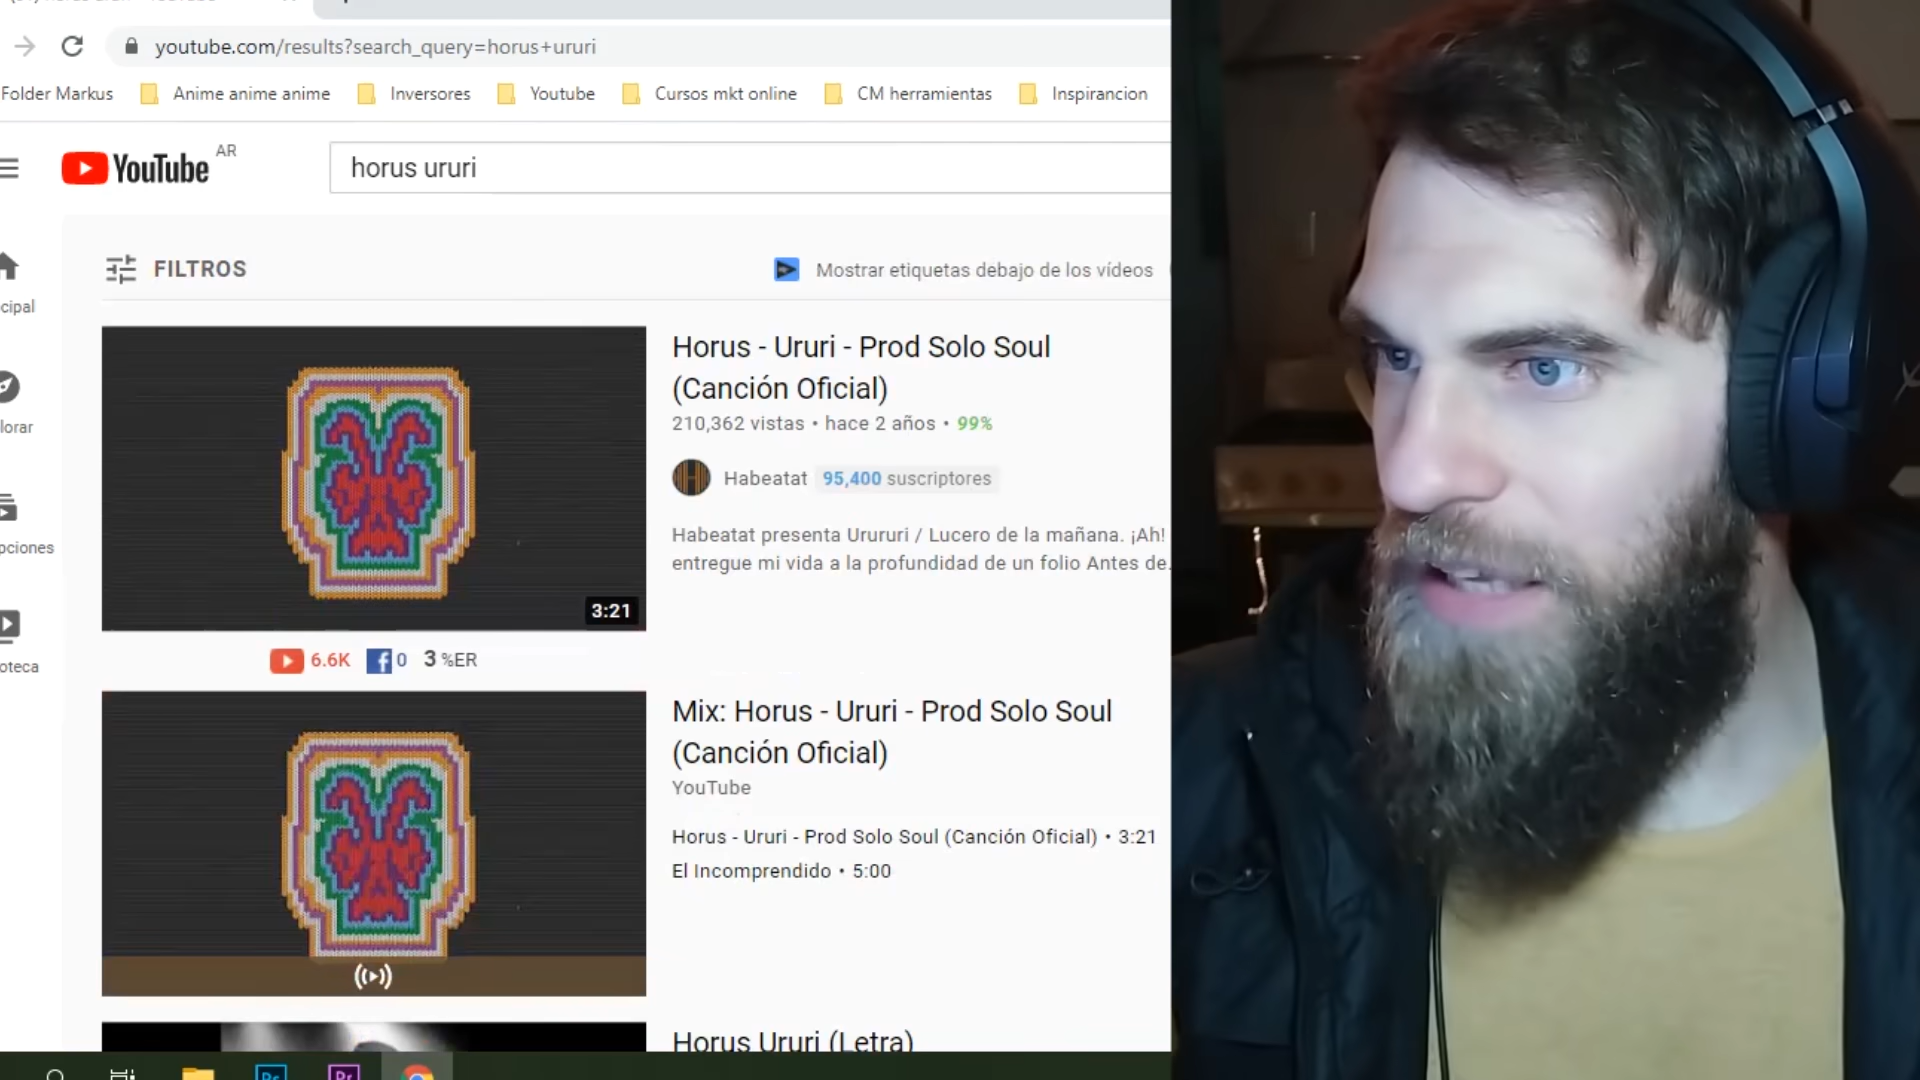 youtube.com/results?search_query=horus+ururi
Folder Markus
Anime anime anime
Inversores
Youtube
Cursos mkt online
CM herramientas
Inspirancion
YouTube AR
horus ururi
FILTROS
Mostrar etiquetas debajo de los vídeos
cipal
lorar
pciones
oteca
Horus - Ururi - Prod Solo Soul
(Canción Oficial)
210,362 vistas • hace 2 años • 99%
Habeatat 95,400 suscriptores
Habeatat presenta Urururi / Lucero de la mañana. ¡Ah!
entregue mi vida a la profundidad de un folio Antes de.
3:21
6.6K 0 3 %ER
Mix: Horus - Ururi - Prod Solo Soul
(Canción Oficial)
YouTube
Horus - Ururi - Prod Solo Soul (Canción Oficial) • 3:21
El Incomprendido • 5:00
Horus Ururi (Letra)
Ps
Pr